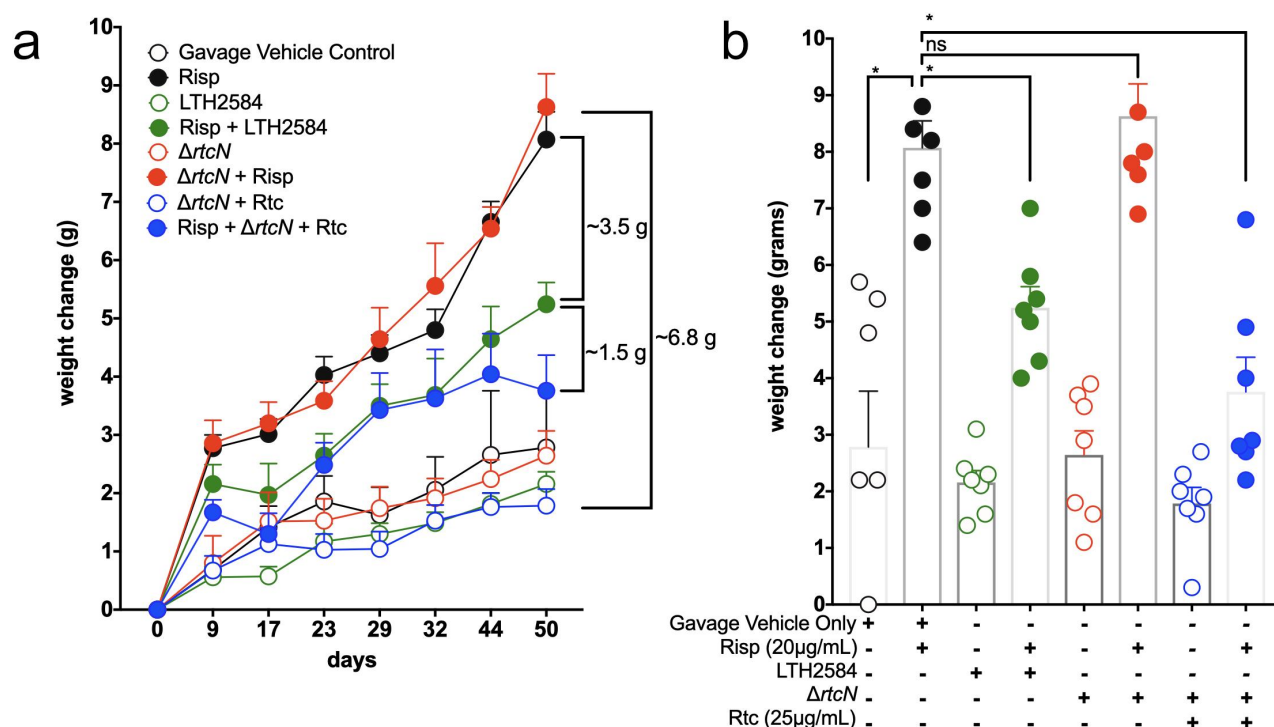 a
10
9
8
7
6
5
4
3
2
1
0
weight change (g)
Gavage Vehicle Control
Risp
LTH2584
Risp + LTH2584
ΔrtcN
ΔrtcN + Risp
ΔrtcN + Rtc
Risp + ΔrtcN + Rtc
~3.5 g
~1.5 g
~6.8 g
0 9 17 23 29 32 44 50
days
b
10
9
8
7
6
5
4
3
2
1
0
weight change (grams)
*
ns
* *
Gavage Vehicle Only + + - - - - - -
Risp (20µg/mL) - + - + - + - +
LTH2584 - - + + - - - -
ΔrtcN - - - - + + + +
Rtc (25µg/mL) - - - - - - + +